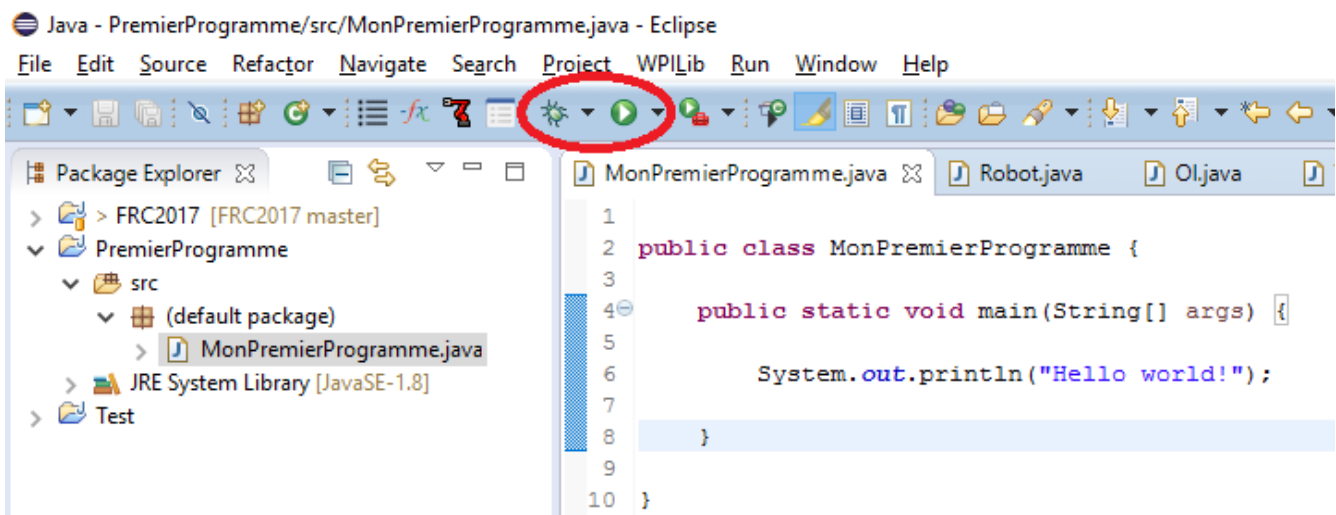 Java - PremierProgramme/src/MonPremierProgramme.java - Eclipse
File Edit Source Refactor Navigate Search Project WPILib Run Window Help
Package Explorer
> FRC2017 [FRC2017 master]
PremierProgramme
src
(default package)
MonPremierProgramme.java
JRE System Library [JavaSE-1.8]
Test
MonPremierProgramme.java Robot.java OI.java
1
2 public class MonPremierProgramme {
3
4 public static void main(String[] args) {
5
6 System.out.println("Hello world!");
7
8 }
9
10 }